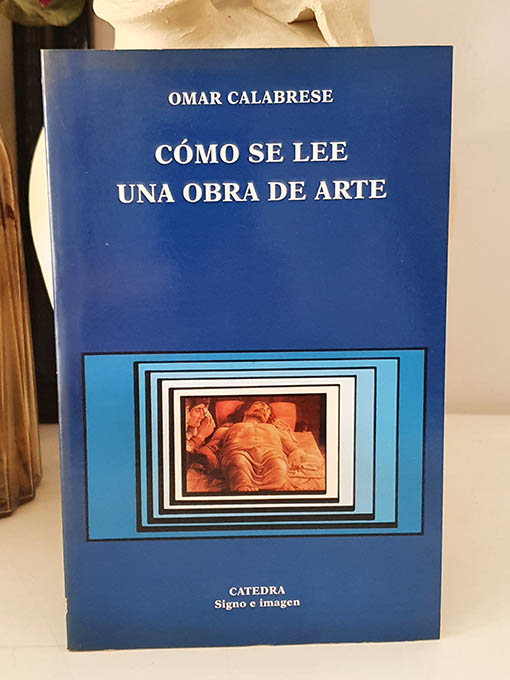 OMAR CALABRESE
CÓMO SE LEE
UNA OBRA DE ARTE
CATEDRA
Signo e imagen